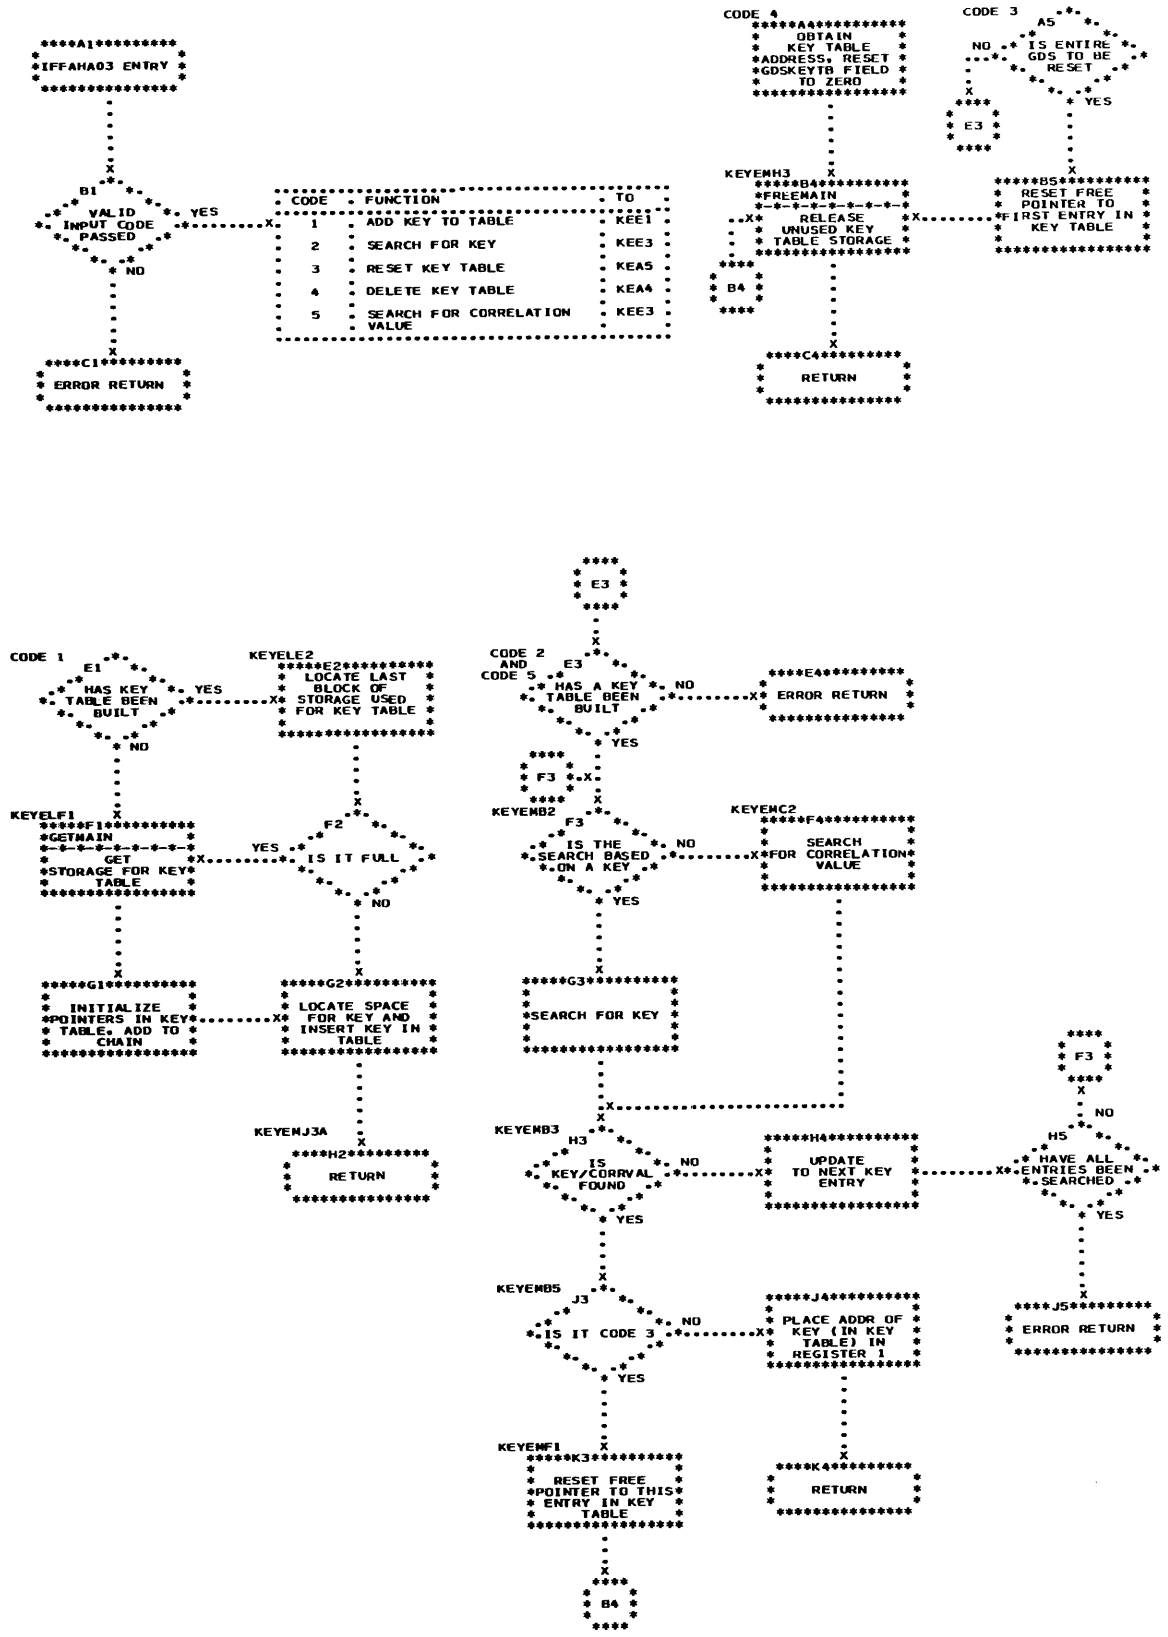 A1
IFFAHA03 ENTRY
B1
VALID
INPUT CODE
PASSED
YES
NO
C1
ERROR RETURN
CODE FUNCTION TO
1 ADD KEY TO TABLE KEE1
2 SEARCH FOR KEY KEE3
3 RESET KEY TABLE KEA5
4 DELETE KEY TABLE KEA4
5 SEARCH FOR CORRELATION KEE3
VALUE
CODE 4
A4
OBTAIN
KEY TABLE
ADDRESS, RESET
GDSKEYTB FIELD
TO ZERO
CODE 3
A5
IS ENTIRE
GDS TO BE
RESET
NO
YES
E3
KEYEMH3
B4
FREEMAIN
RELEASE
UNUSED KEY
TABLE STORAGE
B4
B5
RESET FREE
POINTER TO
FIRST ENTRY IN
KEY TABLE
C4
RETURN
CODE 1
E1
HAS KEY
TABLE BEEN
BUILT
YES
NO
KEYELE2
E2
LOCATE LAST
BLOCK OF
STORAGE USED
FOR KEY TABLE
KEYELF1
F1
GETMAIN
GET
STORAGE FOR KEY
TABLE
F2
IS IT FULL
YES
NO
G1
INITIALIZE
POINTERS IN KEY
TABLE. ADD TO
CHAIN
G2
LOCATE SPACE
FOR KEY AND
INSERT KEY IN
TABLE
KEYEMJ3A
H2
RETURN
E3
CODE 2
AND
CODE 5
E3
HAS A KEY
TABLE BEEN
BUILT
NO
YES
E4
ERROR RETURN
F3
KEYEMB2
F3
IS THE
SEARCH BASED
ON A KEY
NO
YES
KEYEMC2
F4
SEARCH
FOR CORRELATION
VALUE
G3
SEARCH FOR KEY
KEYEMB3
H3
IS
KEY/CORRVAL
FOUND
NO
YES
H4
UPDATE
TO NEXT KEY
ENTRY
F3
NO
H5
HAVE ALL
ENTRIES BEEN
SEARCHED
YES
J5
ERROR RETURN
KEYEMB5
J3
IS IT CODE 3
NO
YES
J4
PLACE ADDR OF
KEY (IN KEY
TABLE) IN
REGISTER 1
K4
RETURN
KEYEMF1
K3
RESET FREE
POINTER TO THIS
ENTRY IN KEY
TABLE
B4